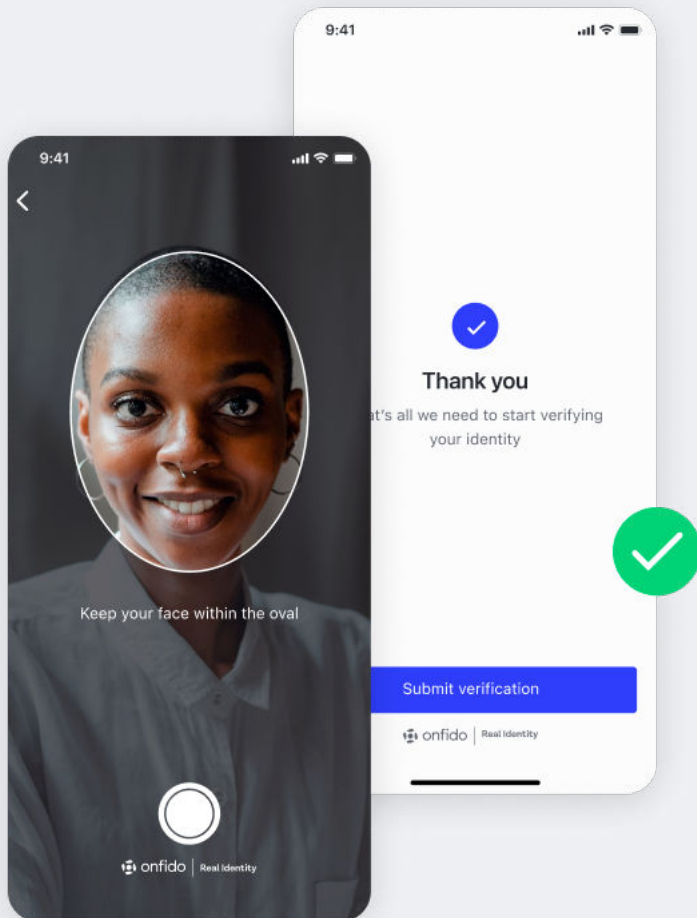 9:41
9:41
Keep your face within the oval
onfido | Real Identity
Thank you
at's all we need to start verifying
your identity
Submit verification
onfido | Real Identity